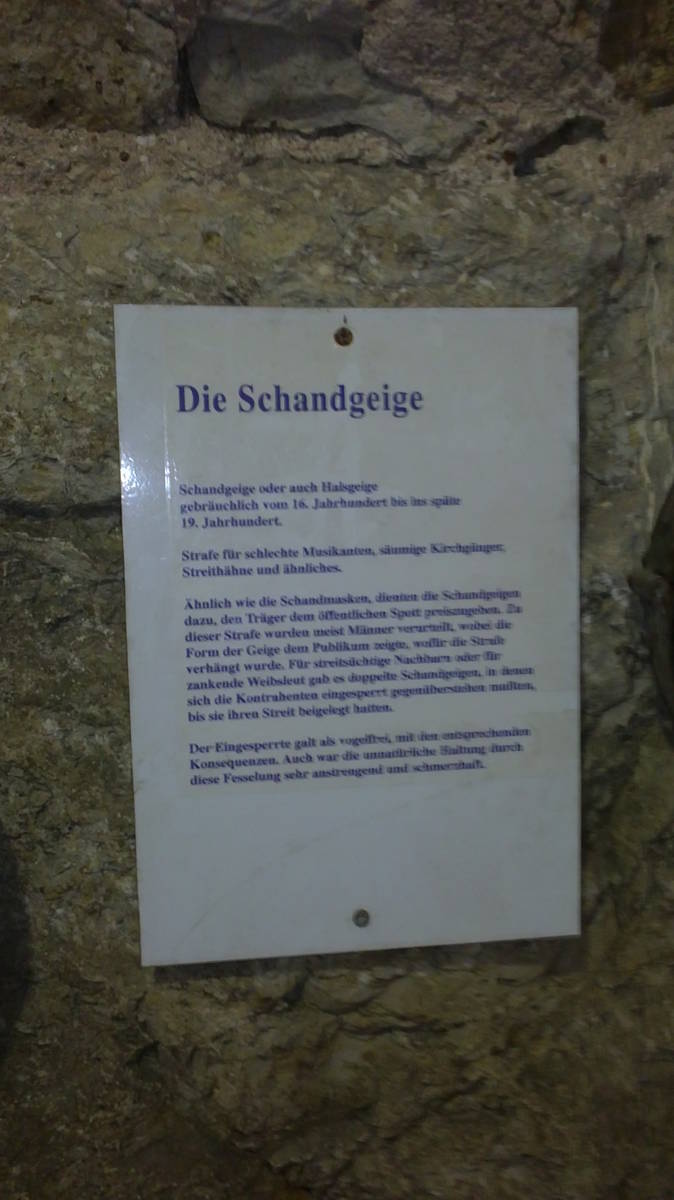 Die Schandgeige
Schandgeige oder auch Halsgeige
gebräuchlich vom 16. Jahrhundert bis ins späte
19. Jahrhundert.
Strafe für schlechte Musikanten, säumige Kirchgänger,
Streithähne und ähnliches.
Ähnlich wie die Schandmasken, dienten die Schandgeigen
dazu, den Träger dem öffentlichen Spott preiszugeben. Zu
dieser Strafe wurden meist Männer verurteilt, wobei die
Form der Geige dem Publikum zeigte, wofür die Strafe
verhängt wurde. Für streitsüchtige Nachbarn oder für
zankende Weibsleut gab es doppelte Schandgeigen, in denen
sich die Kontrahenten eingesperrt gegenüberstehen mußten,
bis sie ihren Streit beigelegt hatten.
Der Eingesperrte galt als vogelfrei, mit den entsprechenden
Konsequenzen. Auch war die unnatürliche Haltung durch
diese Fesselung sehr anstrengend und schmerzhaft.